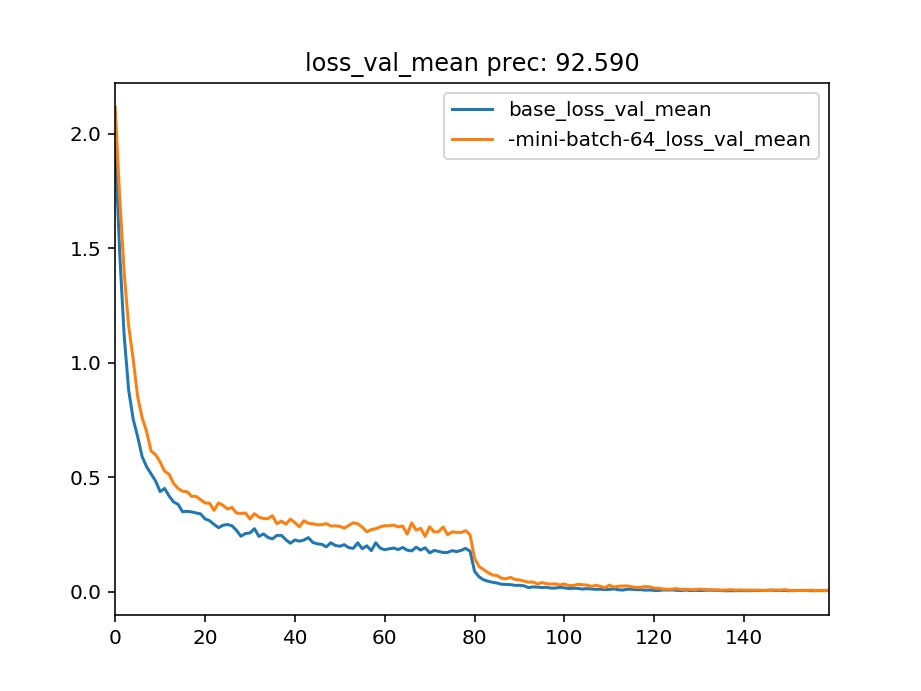 loss_val_mean prec: 92.590
base_loss_val_mean
-mini-batch-64_loss_val_mean
2.0
1.5
1.0
0.5
0.0
0 20 40 60 80 100 120 140